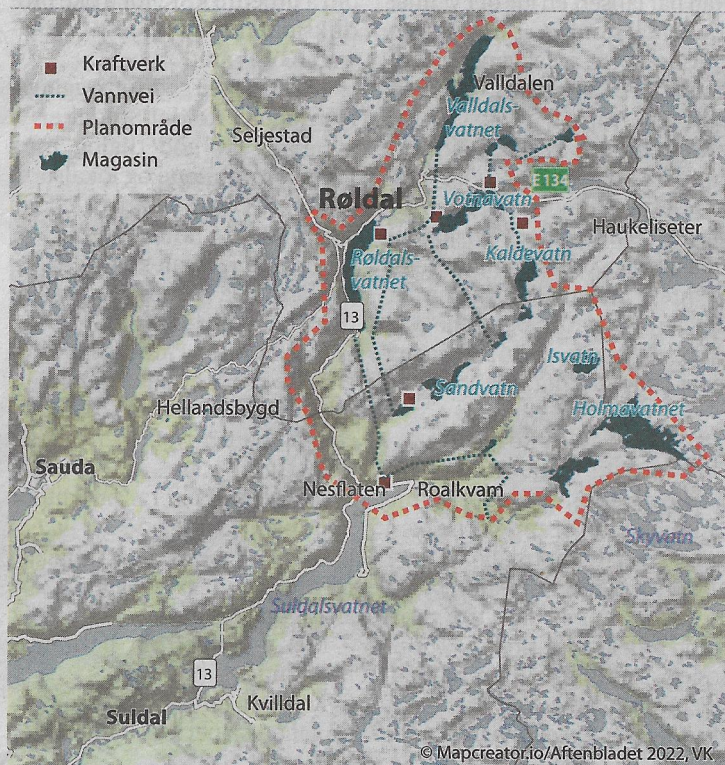 Kraftverk
Vannvei
Planområde
Magasin
Valldalen
Valldals-
vatnet
Seljestad
Røldal
E 134
Votnavatn
Haukeliseter
Røldals-
vatnet
Kaldevatn
13
Isvatn
Sandvatn
Holmavatnet
Hellandsbygd
Sauda
Nesflaten
Roalkvam
Skyvatn
Suldalsvatnet
13
Kvilldal
Suldal
© Mapcreator.io/Aftenbladet 2022, VK